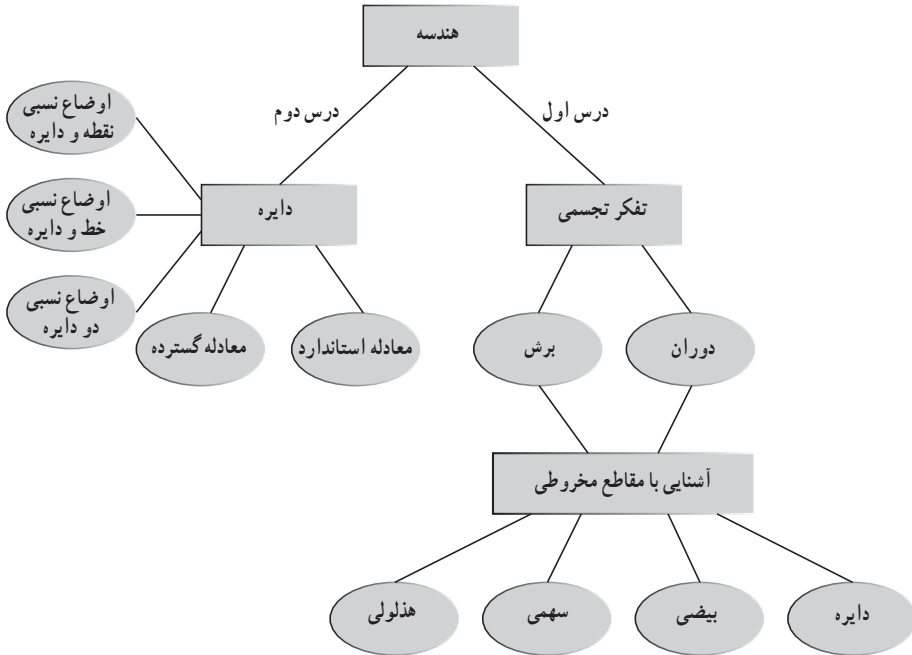 هندسه
درس اول
درس دوم
تفکر تجسمی
دایره
اوضاع نسبی
نقطه و دایره
اوضاع نسبی
خط و دایره
اوضاع نسبی
دو دایره
دوران
برش
معادله استاندارد
معادله گسترده
آشنایی با مقاطع مخروطی
دایره
بیضی
سهمی
هذلولی